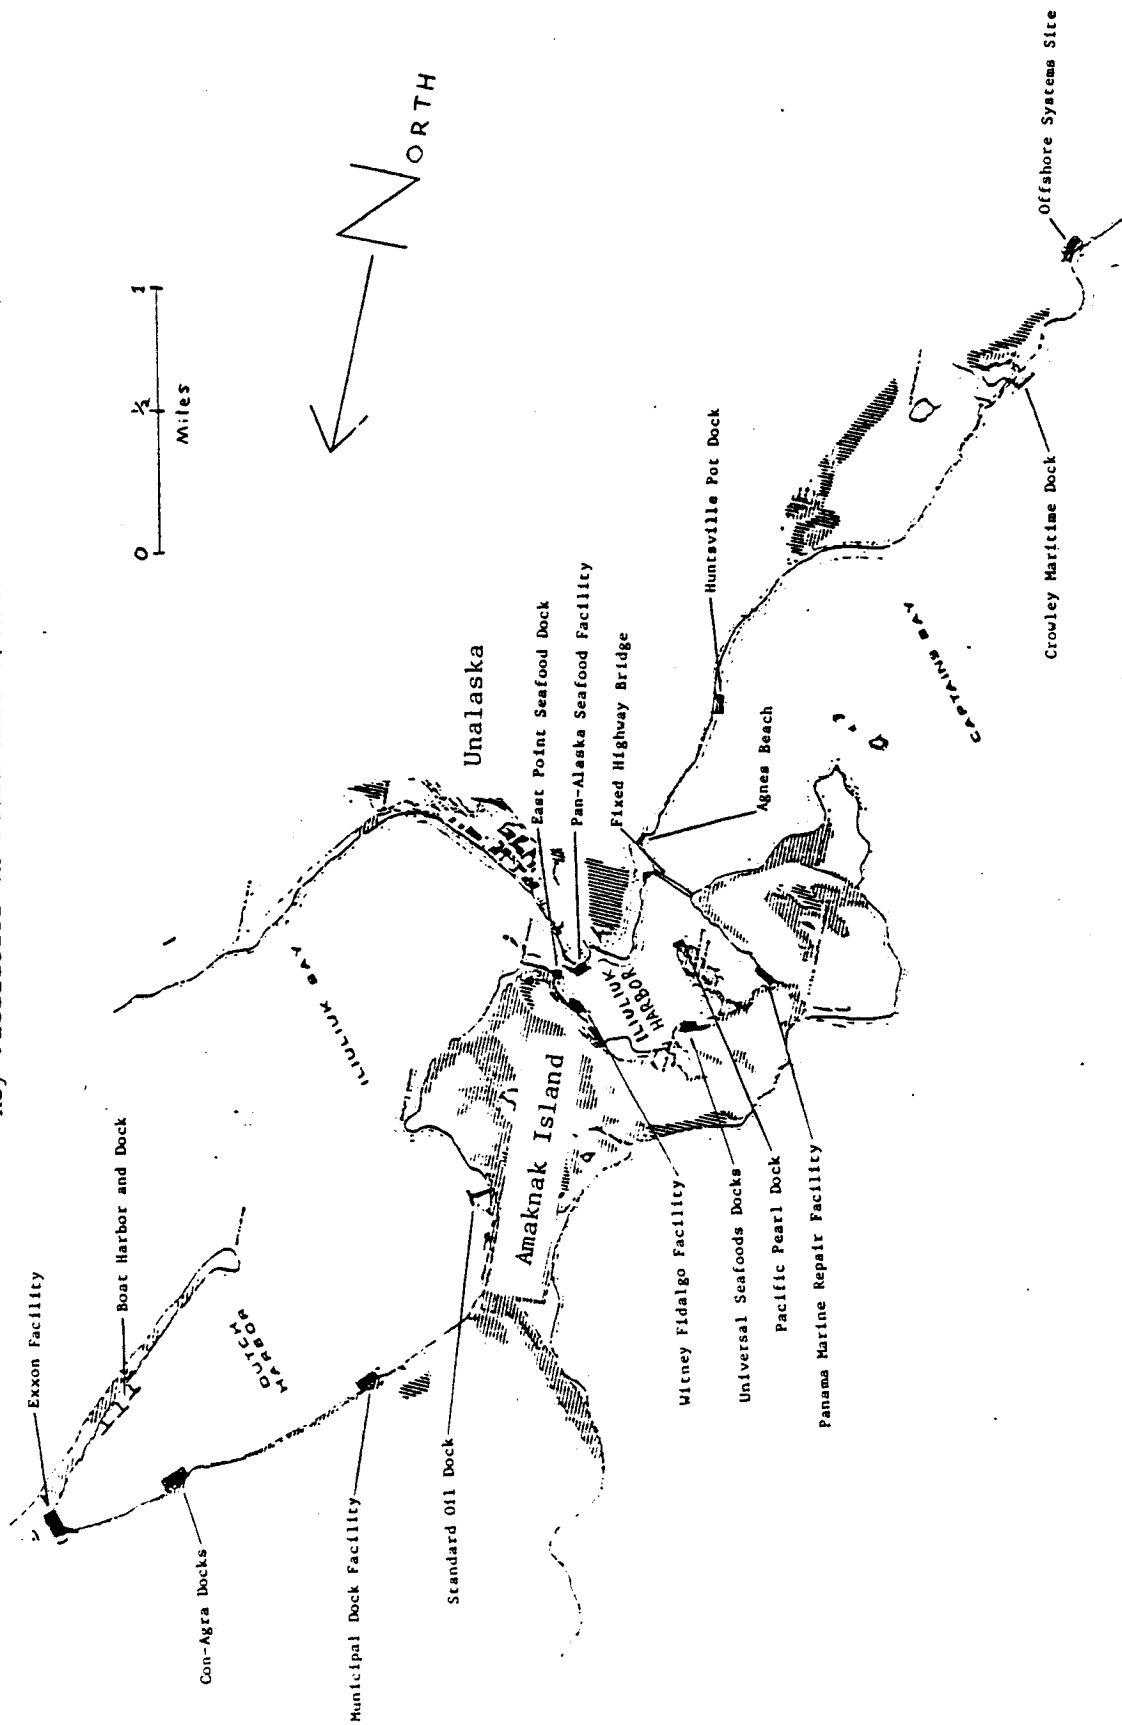 Exxon Facility
Boat Harbor and Dock
Con-Agra Docks
DUTCH
HARBOR
Municipal Dock Facility
Standard Oil Dock
ILIULIUK BAY
Amaknak Island
Unalaska
East Point Seafood Dock
Pan-Alaska Seafood Facility
Fixed Highway Bridge
ILIULIUK
HARBOR
Agnes Beach
Huntsville Pot Dock
Witney Fidalgo Facility
Universal Seafoods Docks
Pacific Pearl Dock
Panama Marine Repair Facility
CAPTAINS BAY
Crowley Maritime Dock
Offshore Systems Site
0 ½ 1
Miles
NORTH